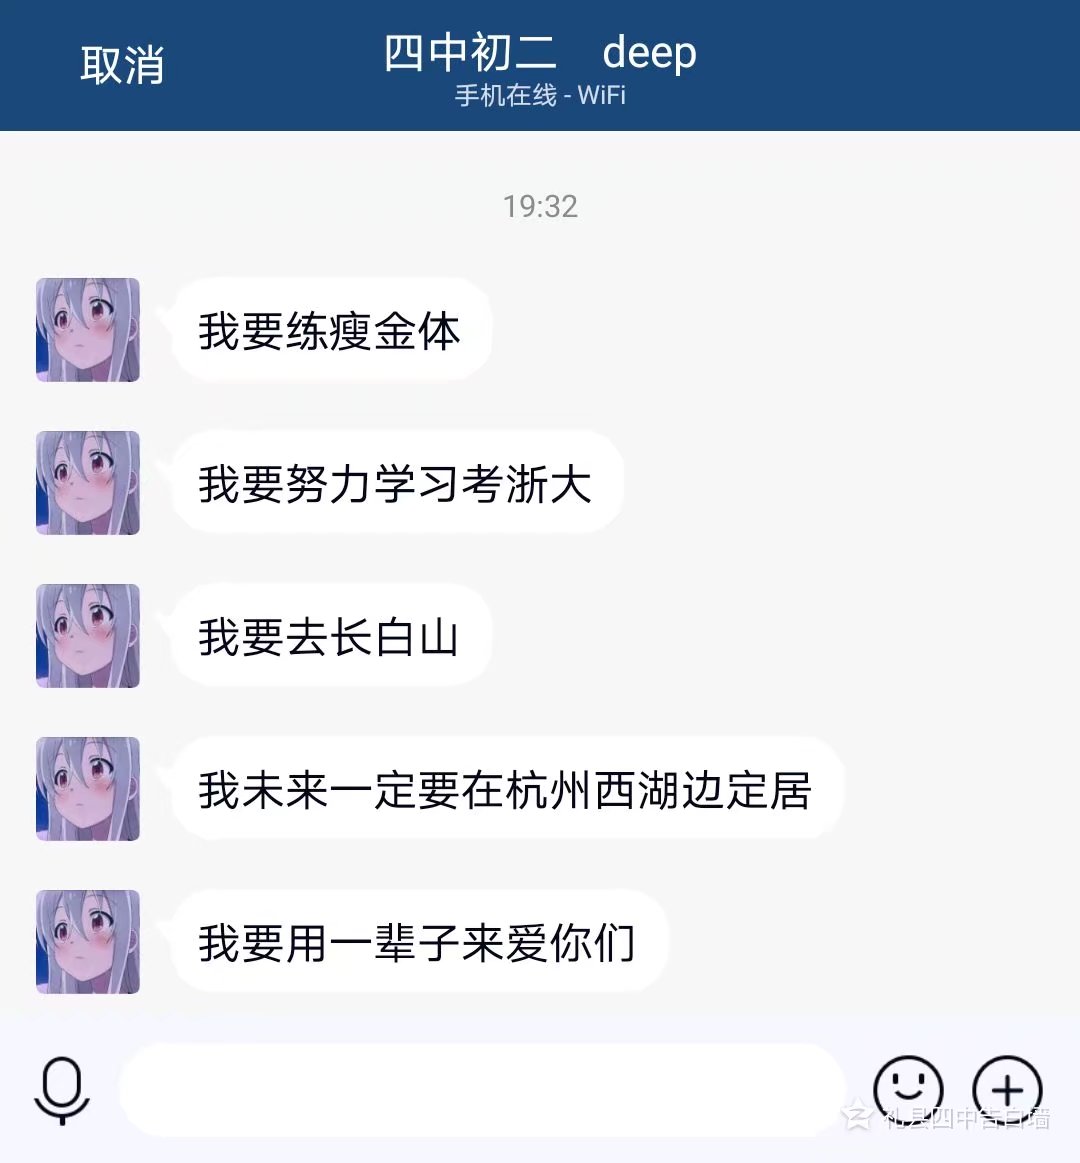 取消
四中初二 deep
手机在线 - WiFi
19:32
我要练瘦金体
我要努力学习考浙大
我要去长白山
我未来一定要在杭州西湖边定居
我要用一辈子来爱你们
礼县四中告白墙